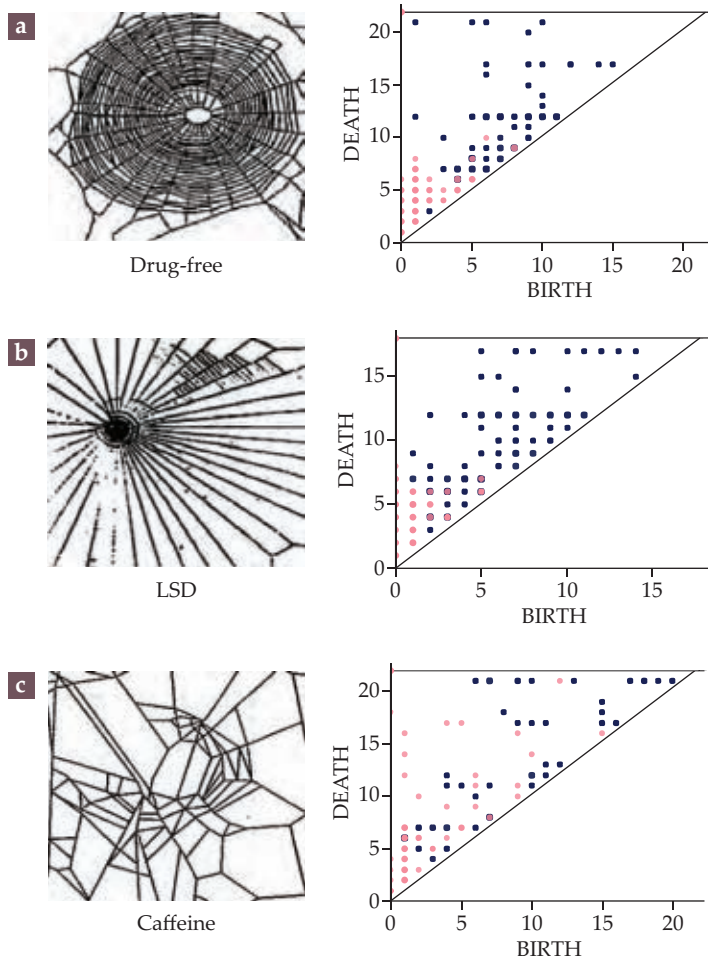 a
20
15
10
5
0
DEATH
0 5 10 15 20
BIRTH
Drug-free
b
15
10
5
0
DEATH
0 5 10 15
BIRTH
LSD
c
20
15
10
5
0
DEATH
0 5 10 15 20
BIRTH
Caffeine